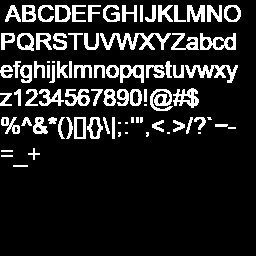 ABCDEFGHIJKLMNO
PQRSTUVWXYZabcd
efghijklmnopqrstuvwxy
z1234567890!@#$
%^&*()[]{}\|;:'",<.>/?`~-
=_+